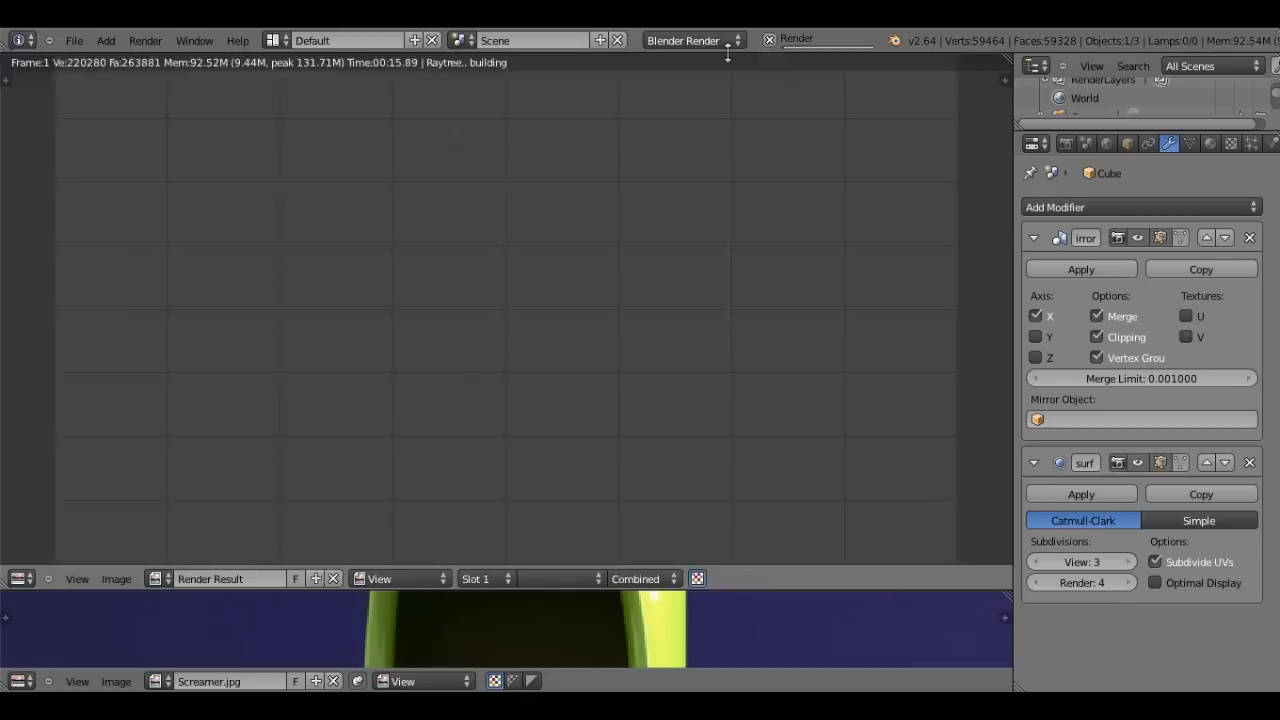 File Add Render Window Help Default Scene Blender Render Render v2.64 | Verts:59464 | Faces:59328 | Objects:1/3 | Lamps:0/0 | Mem:92.54M
Frame:1 Ve:220280 Fa:263881 Mem:92.52M (9.44M, peak 131.71M) Time:00:15.89 | Raytree.. building
View Search All Scenes
RenderLayers
World
Cube
Add Modifier
irror
Apply Copy
Axis: Options: Textures:
X Merge U
Y Clipping V
Z Vertex Grou
Merge Limit: 0.001000
Mirror Object:
surf
Apply Copy
Catmull-Clark Simple
Subdivisions: Options:
View: 3 Subdivide UVs
Render: 4 Optimal Display
View Image Render Result F View Slot 1 Combined
View Image Screamer.jpg F View